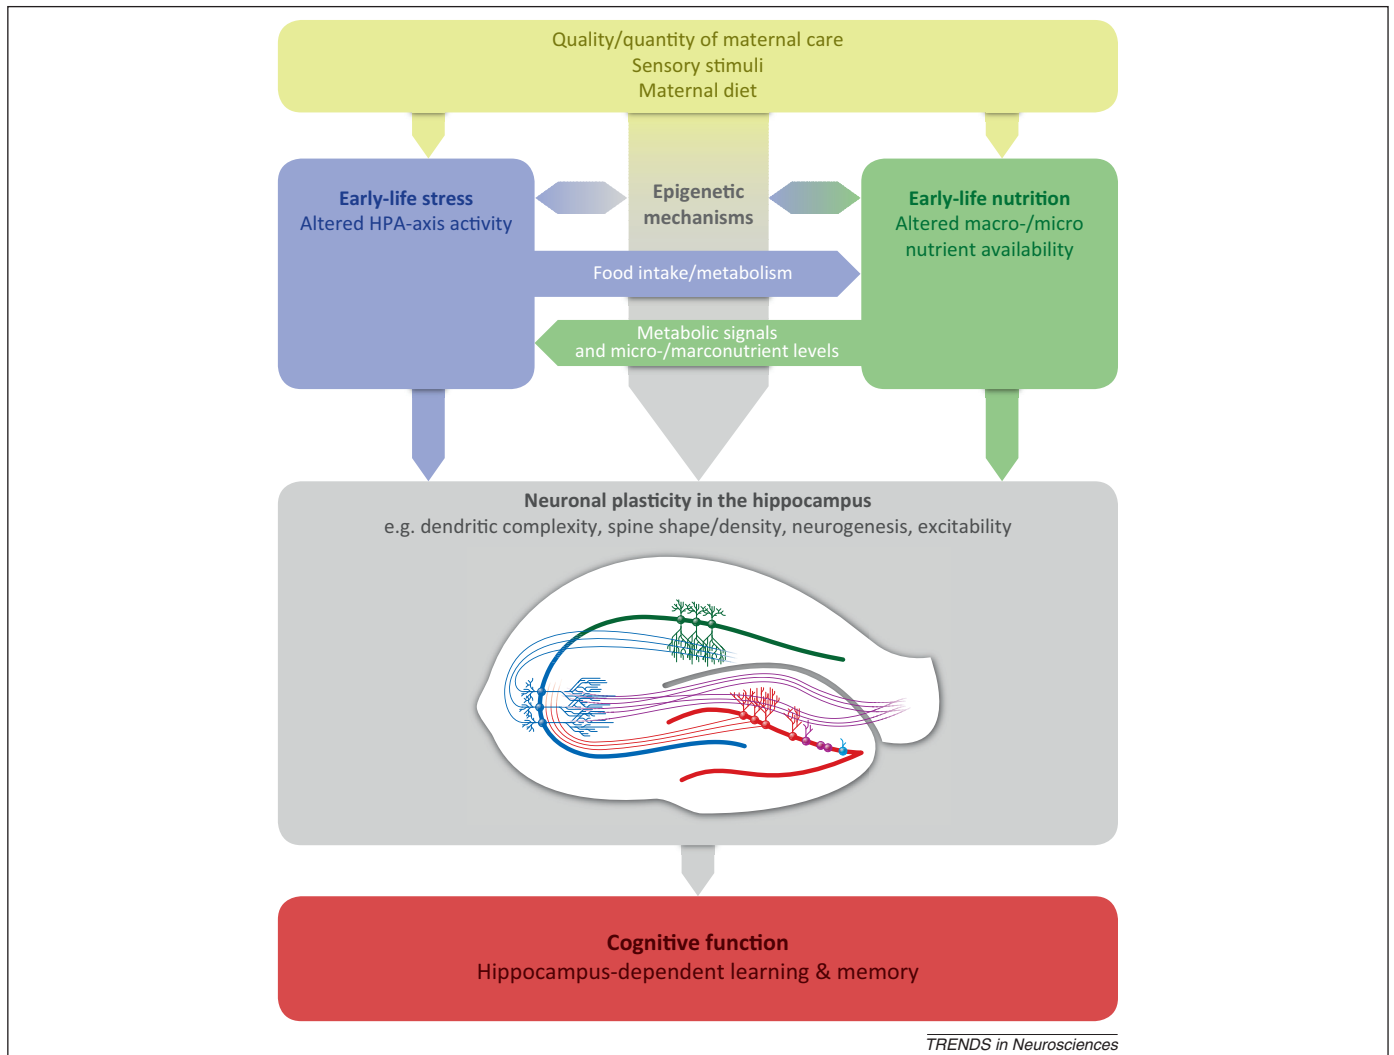 Quality/quantity of maternal care
Sensory stimuli
Maternal diet
Early-life stress
Altered HPA-axis activity
Epigenetic
mechanisms
Early-life nutrition
Altered macro-/micro
nutrient availability
Food intake/metabolism
Metabolic signals
and micro-/marconutrient levels
Neuronal plasticity in the hippocampus
e.g. dendritic complexity, spine shape/density, neurogenesis, excitability
Cognitive function
Hippocampus-dependent learning & memory
TRENDS in Neurosciences